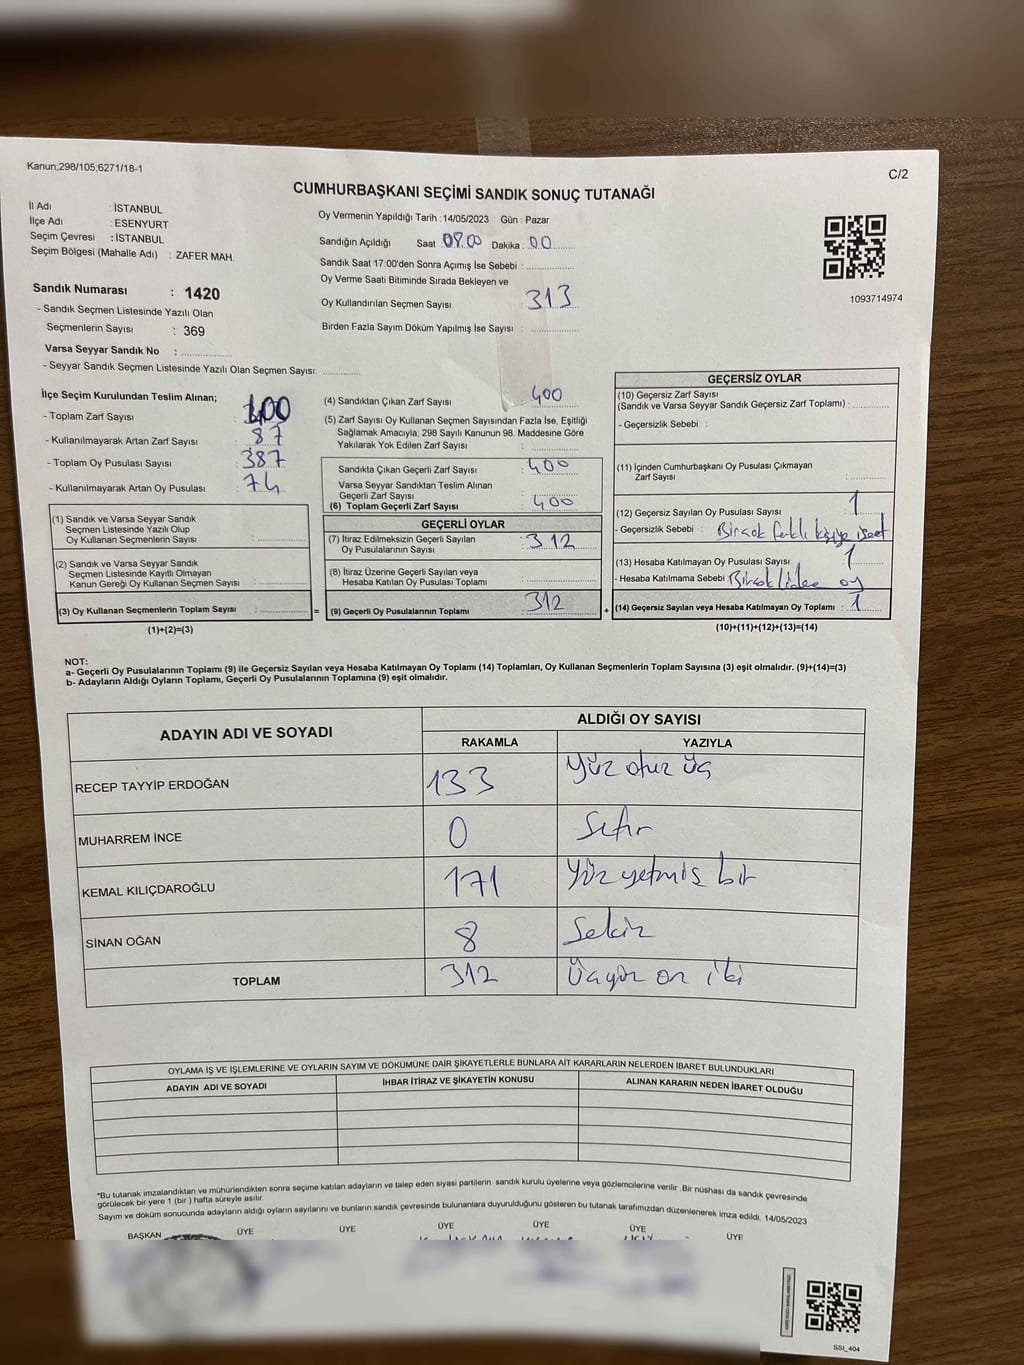 Kanun;298/105;6271/18-1
C/2
CUMHURBAŞKANI SEÇİMİ SANDIK SONUÇ TUTANAĞI
İl Adı : İSTANBUL
İlçe Adı : ESENYURT
Seçim Çevresi : İSTANBUL
Seçim Bölgesi (Mahalle Adı) : ZAFER MAH.
Sandık Numarası : 1420
- Sandık Seçmen Listesinde Yazılı Olan
Seçmenlerin Sayısı : 369
Varsa Seyyar Sandık No :
- Seyyar Sandık Seçmen Listesinde Yazılı Olan Seçmen Sayısı:
Oy Vermenin Yapıldığı Tarih : 14/05/2023 Gün : Pazar
Sandığın Açıldığı Saat 08.00 Dakika : 00
Sandık Saat 17:00'den Sonra Açımış İse Sebebi :
Oy Verme Saati Bitiminde Sırada Bekleyen ve
Oy Kullandırılan Seçmen Sayısı : 313
Birden Fazla Sayım Döküm Yapılmış İse Sayısı :
1093714974
İlçe Seçim Kurulundan Teslim Alınan;
- Toplam Zarf Sayısı : 400
- Kullanılmayarak Artan Zarf Sayısı : 87
- Toplam Oy Pusulası Sayısı : 387
- Kullanılmayarak Artan Oy Pusulası : 74
(1) Sandık ve Varsa Seyyar Sandık
Seçmen Listesinde Yazılı Olup
Oy Kullanan Seçmenlerin Sayısı :
(2) Sandık ve Varsa Seyyar Sandık
Seçmen Listesinde Kayıtlı Olmayan
Kanun Gereği Oy Kullanan Seçmen Sayısı :
(3) Oy Kullanan Seçmenlerin Toplam Sayısı :
(1)+(2)=(3)
(4) Sandıktan Çıkan Zarf Sayısı : 400
(5) Zarf Sayısı Oy Kullanan Seçmen Sayısından Fazla İse, Eşitliği
Sağlamak Amacıyla; 298 Sayılı Kanunun 98. Maddesine Göre
Yakılarak Yok Edilen Zarf Sayısı :
Sandıkta Çıkan Geçerli Zarf Sayısı : 400
Varsa Seyyar Sandıktan Teslim Alınan
Geçerli Zarf Sayısı :
(6) Toplam Geçerli Zarf Sayısı : 400
GEÇERLİ OYLAR
(7) İtiraz Edilmeksizin Geçerli Sayılan
Oy Pusulalarının Sayısı : 312
(8) İtiraz Üzerine Geçerli Sayılan veya
Hesaba Katılan Oy Pusulası Toplamı :
= (9) Geçerli Oy Pusulalarının Toplamı : 312 +
GEÇERSİZ OYLAR
(10) Geçersiz Zarf Sayısı
(Sandık ve Varsa Seyyar Sandık Geçersiz Zarf Toplamı) :
- Geçersizlik Sebebi :
(11) İçinden Cumhurbaşkanı Oy Pusulası Çıkmayan
Zarf Sayısı :
(12) Geçersiz Sayılan Oy Pusulası Sayısı : 1
- Geçersizlik Sebebi : Birçok farklı kişiye
(13) Hesaba Katılmayan Oy Pusulası Sayısı : 1
- Hesaba Katılmama Sebebi : Birçok lidere oy
(14) Geçersiz Sayılan veya Hesaba Katılmayan Oy Toplamı : 1
(10)+(11)+(12)+(13)=(14)
NOT:
a- Geçerli Oy Pusulalarının Toplamı (9) ile Geçersiz Sayılan veya Hesaba Katılmayan Oy Toplamı (14) Toplamları, Oy Kullanan Seçmenlerin Toplam Sayısına (3) eşit olmalıdır. (9)+(14)=(3)
b- Adayların Aldığı Oyların Toplamı, Geçerli Oy Pusulalarının Toplamına (9) eşit olmalıdır.
ADAYIN ADI VE SOYADI
ALDIĞI OY SAYISI
RAKAMLA YAZIYLA
RECEP TAYYİP ERDOĞAN 133 Yüz otuz üç
MUHARREM İNCE 0 Sıfır
KEMAL KILIÇDAROĞLU 171 Yüz yetmiş bir
SİNAN OĞAN 8 Sekiz
TOPLAM 312 Üçyüz on iki
OYLAMA İŞ VE İŞLEMLERİNE VE OYLARIN SAYIM VE DÖKÜMÜNE DAİR ŞİKAYETLERLE BUNLARA AİT KARARLARIN NELERDEN İBARET BULUNDUKLARI
ADAYIN ADI VE SOYADI İHBAR İTİRAZ VE ŞİKAYETİN KONUSU ALINAN KARARIN NEDEN İBARET OLDUĞU
*Bu tutanak imzalandıktan ve mühürlendikten sonra seçime katılan adayların ve talep eden siyasi partilerin sandık kurulu üyelerine veya gözlemcilerine verilir .Bir nüshası da sandık çevresinde
görülecek bir yere 1 (bir ) hafta süreyle asılır.
Sayım ve döküm sonucunda adayların aldığı oyların sayılarını ve bunların sandık çevresinde bulunanlara duyurulduğunu gösteren bu tutanak tarafımızdan düzenlenerek imza edildi. 14/05/2023
BAŞKAN ÜYE ÜYE ÜYE ÜYE ÜYE ÜYE
SSI_404